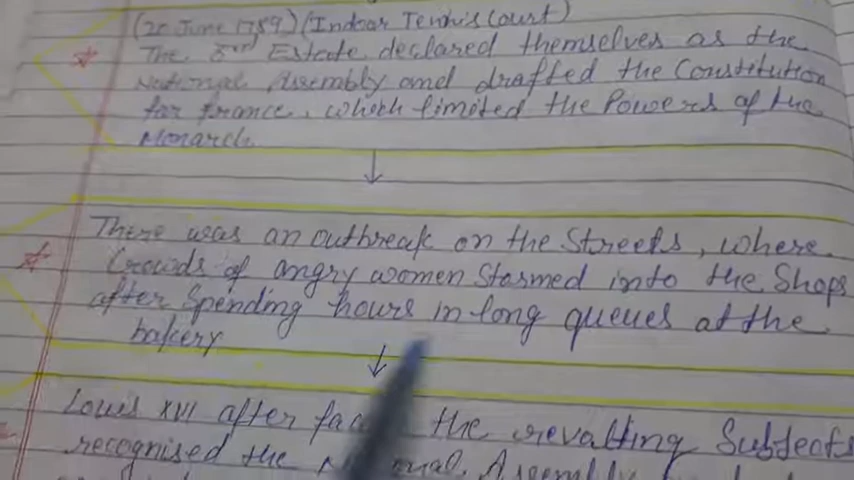 (20 June 1789) (Indoor Tennis Court)
The 3rd Estate declared themselves as the
National Assembly and drafted the Constitution
for france, which limited the Powers of the
Monarch.
There was an outbreak on the Streets, where
Crowds of angry women Stormed into the Shops
after Spending hours in long queues at the
bakery
Louis XVI after the revolting Subjects
recognised the Assembly